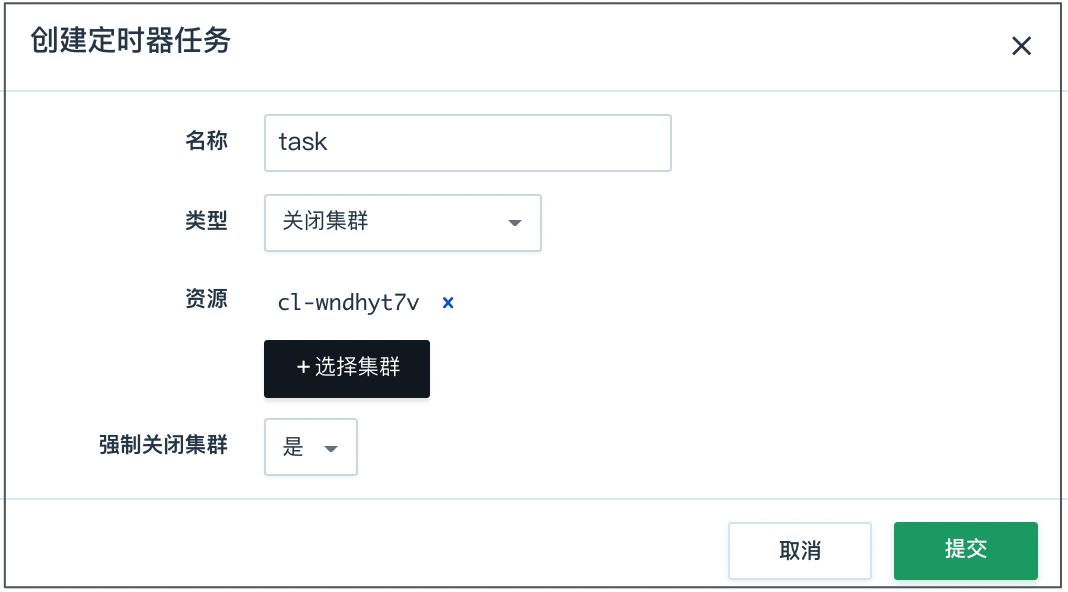 创建定时器任务
名称 task
类型 关闭集群
资源 cl-wndhyt7v ×
+ 选择集群
强制关闭集群 是
取消 提交